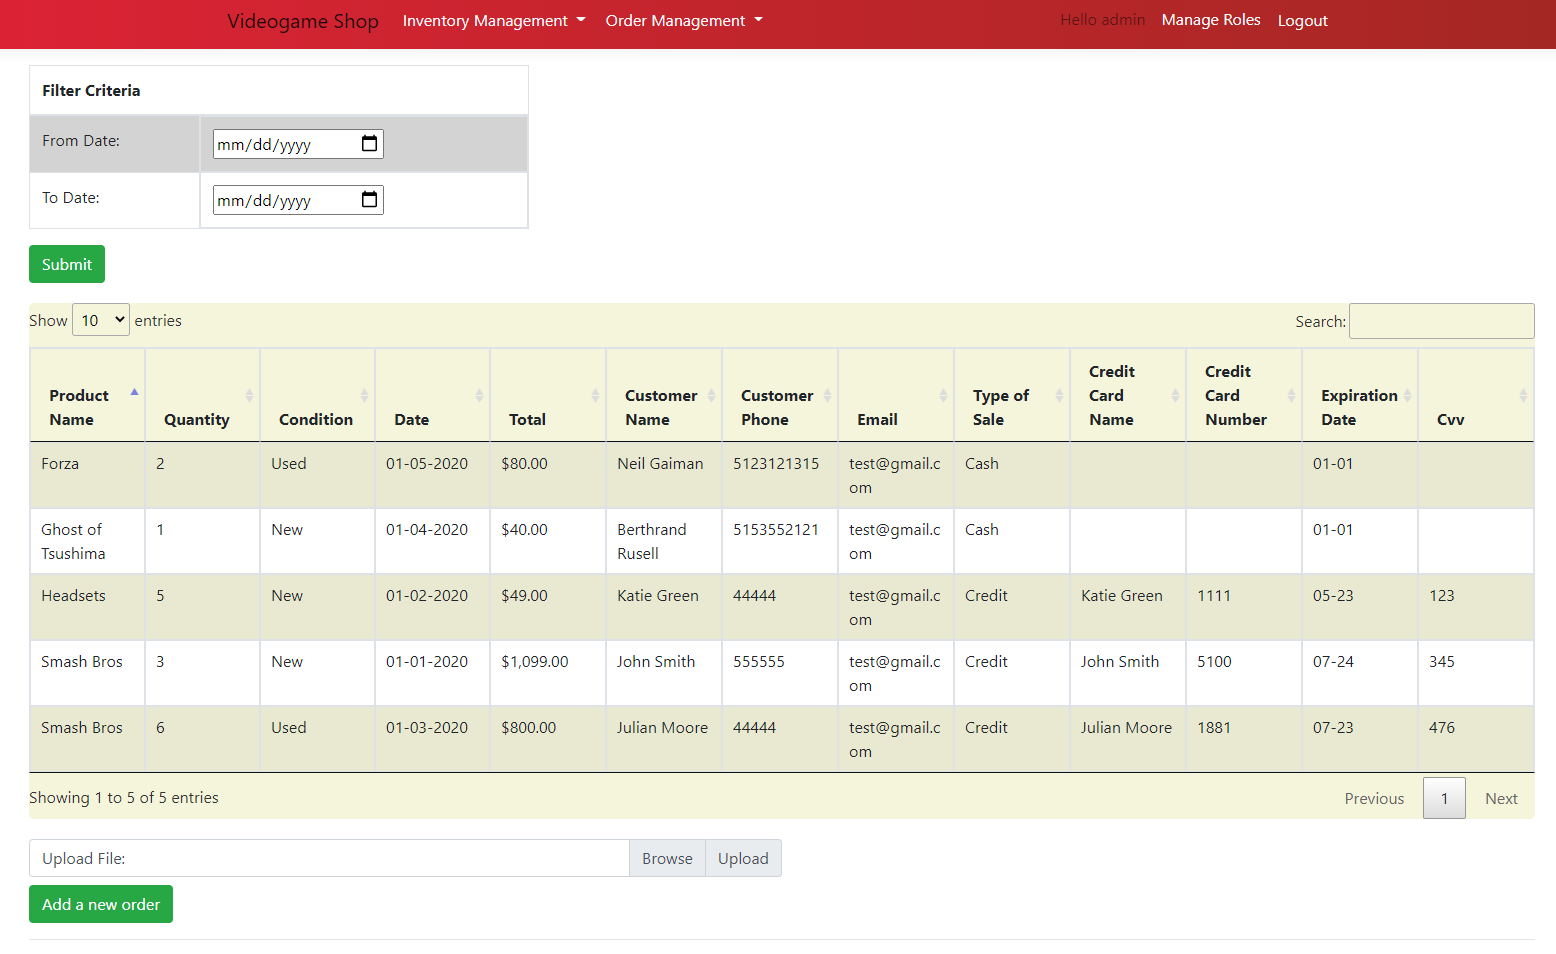 Videogame Shop Inventory Management Order Management Hello admin Manage Roles Logout
Filter Criteria
From Date: mm/dd/yyyy
To Date: mm/dd/yyyy
Submit
Show 10 entries Search:
Product Name Quantity Condition Date Total Customer Name Customer Phone Email Type of Sale Credit Card Name Credit Card Number Expiration Date Cvv
Forza 2 Used 01-05-2020 $80.00 Neil Gaiman 5123121315 test@gmail.com Cash 01-01
Ghost of Tsushima 1 New 01-04-2020 $40.00 Berthrand Rusell 5153552121 test@gmail.com Cash 01-01
Headsets 5 New 01-02-2020 $49.00 Katie Green 44444 test@gmail.com Credit Katie Green 1111 05-23 123
Smash Bros 3 New 01-01-2020 $1,099.00 John Smith 555555 test@gmail.com Credit John Smith 5100 07-24 345
Smash Bros 6 Used 01-03-2020 $800.00 Julian Moore 44444 test@gmail.com Credit Julian Moore 1881 07-23 476
Showing 1 to 5 of 5 entries Previous 1 Next
Upload File: Browse Upload
Add a new order